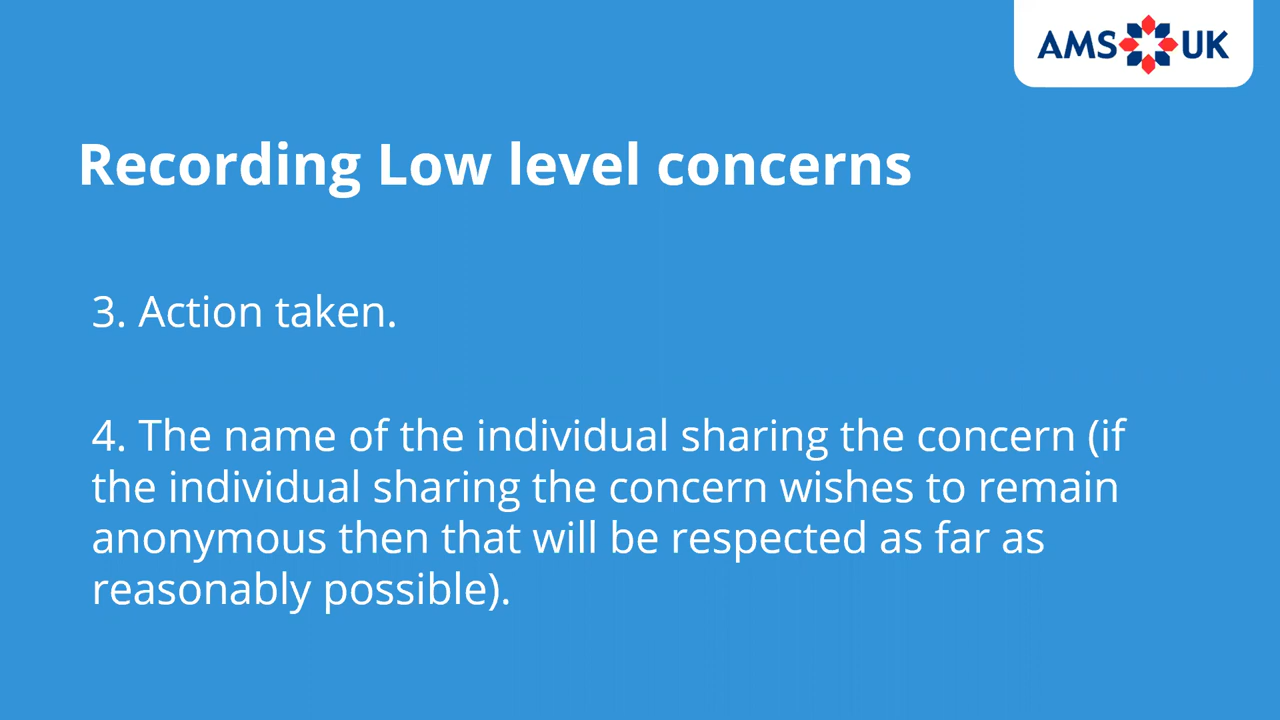 AMS UK
Recording Low level concerns
3. Action taken.
4. The name of the individual sharing the concern (if
the individual sharing the concern wishes to remain
anonymous then that will be respected as far as
reasonably possible).